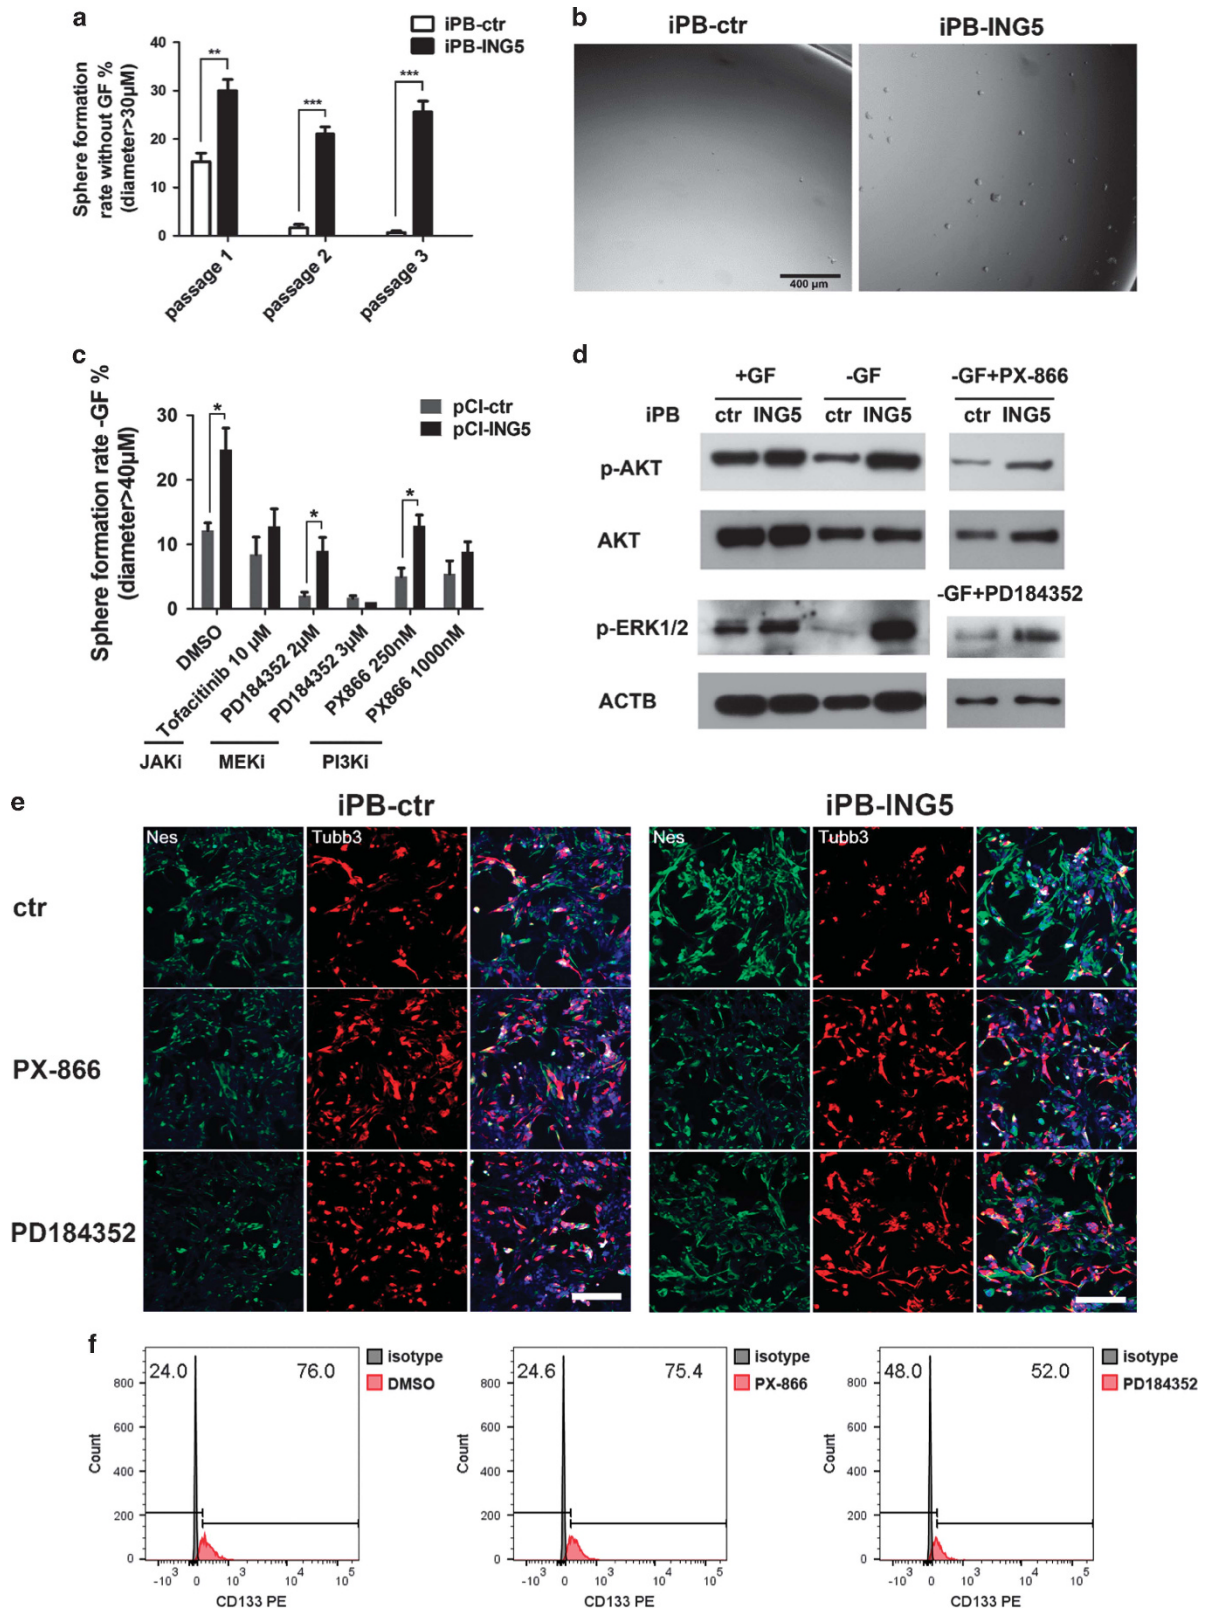 a
iPB-ctr
iPB-ING5
Sphere formation
rate without GF %
(diameter>30µM)
40
30
20
10
0
**
***
***
passage 1
passage 2
passage 3
b
iPB-ctr
iPB-ING5
400 µm
c
Sphere formation rate -GF %
(diameter>40µM)
pCI-ctr
pCI-ING5
30
20
10
0
*
*
*
DMSO
Tofacitinib 10 µM
PD184352 2µM
PD184352 3µM
PX866 250nM
PX866 1000nM
JAKi
MEKi
PI3Ki
d
+GF
-GF
-GF+PX-866
iPB
ctr ING5
ctr ING5
ctr ING5
p-AKT
AKT
-GF+PD184352
p-ERK1/2
ACTB
e
iPB-ctr
iPB-ING5
Nes
Tubb3
Nes
Tubb3
ctr
PX-866
PD184352
f
24.0
76.0
isotype
DMSO
Count
800
600
400
200
0
-10³ 0 10³ 10⁴ 10⁵
CD133 PE
24.6
75.4
isotype
PX-866
Count
800
600
400
200
0
-10³ 0 10³ 10⁴ 10⁵
CD133 PE
48.0
52.0
isotype
PD184352
Count
800
600
400
200
0
-10³ 0 10³ 10⁴ 10⁵
CD133 PE